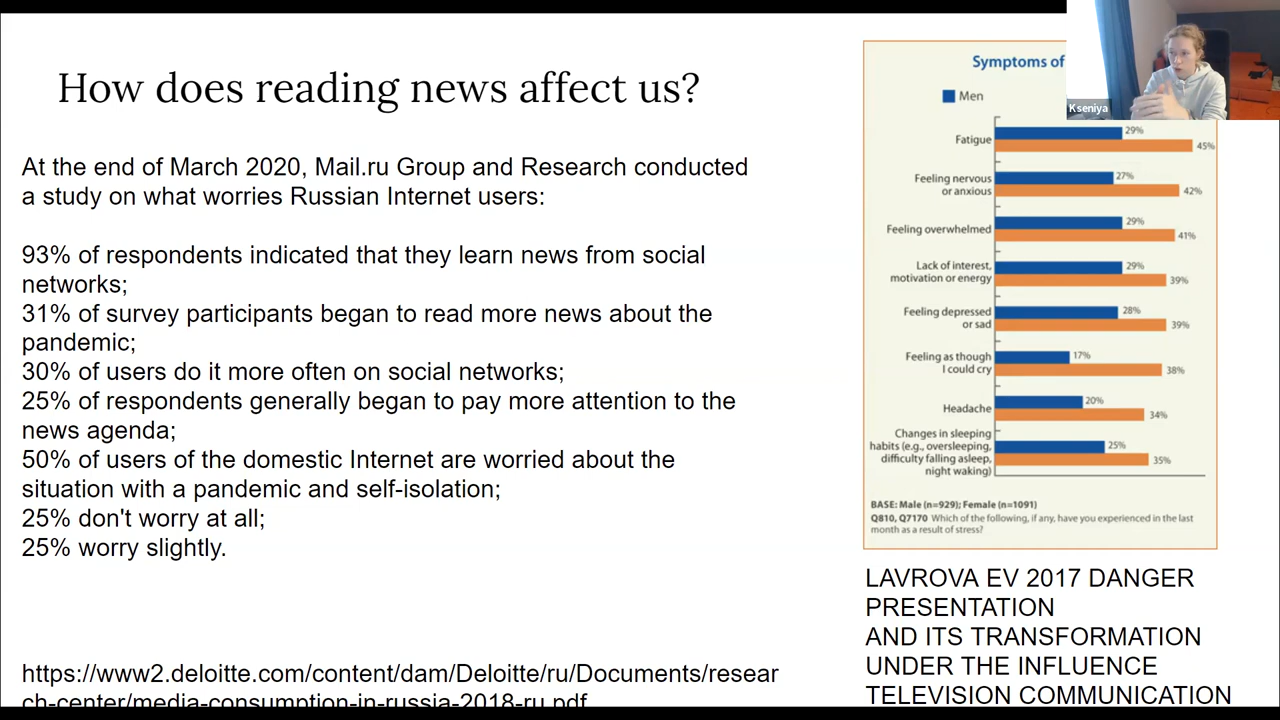 How does reading news affect us?
At the end of March 2020, Mail.ru Group and Research conducted
a study on what worries Russian Internet users:
93% of respondents indicated that they learn news from social
networks;
31% of survey participants began to read more news about the
pandemic;
30% of users do it more often on social networks;
25% of respondents generally began to pay more attention to the
news agenda;
50% of users of the domestic Internet are worried about the
situation with a pandemic and self-isolation;
25% don't worry at all;
25% worry slightly.
https://www2.deloitte.com/content/dam/Deloitte/ru/Documents/resear
ch-center/media-consumption-in-russia-2018-ru.pdf
Kseniya
Symptoms of
Men
Fatigue
29%
45%
Feeling nervous
or anxious
27%
42%
Feeling overwhelmed
29%
41%
Lack of interest,
motivation or energy
29%
39%
Feeling depressed
or sad
28%
39%
Feeling as though
I could cry
17%
38%
Headache
20%
34%
Changes in sleeping
habits (e.g., oversleeping,
difficulty falling asleep,
night waking)
25%
35%
BASE: Male (n=929); Female (n=1091)
Q810, Q7170 Which of the following, if any, have you experienced in the last
month as a result of stress?
LAVROVA EV 2017 DANGER
PRESENTATION
AND ITS TRANSFORMATION
UNDER THE INFLUENCE
TELEVISION COMMUNICATION